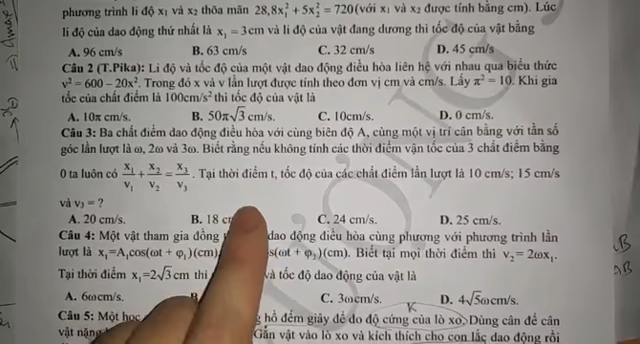 phương trình li độ x₁ và x₂ thõa mãn 28,8x₁² + 5x₂² = 720(với x₁ và x₂ được tính bằng cm). Lúc
li độ của dao động thứ nhất là x₁ = 3cm và li độ của vật đang dương thì tốc độ của vật bằng
A. 96 cm/s B. 63 cm/s C. 32 cm/s D. 45 cm/s
Câu 2 (T.Pika): Li độ và tốc độ của một vật dao động điều hòa liên hệ với nhau qua biểu thức
v² = 600 – 20x². Trong đó x và v lần lượt được tính theo đơn vị cm và cm/s. Lấy π² = 10. Khi gia
tốc của chất điểm là 100cm/s² thì tốc độ của vật là
A. 10π cm/s. B. 50π√3 cm/s. C. 10cm/s. D. 0 cm/s.
Câu 3: Ba chất điểm dao động điều hòa với cùng biên độ A, cùng một vị trí cân bằng với tần số
góc lần lượt là ω, 2ω và 3ω. Biết rằng nếu không tính các thời điểm vận tốc của 3 chất điểm bằng
0 ta luôn có x₁/v₁ + x₂/v₂ = x₃/v₃. Tại thời điểm t, tốc độ của các chất điểm lần lượt là 10 cm/s; 15 cm/s
và v₃ = ?
A. 20 cm/s. B. 18 C. 24 cm/s. D. 25 cm/s.
Câu 4: Một vật tham gia đồng dao động điều hòa cùng phương với phương trình lần
lượt là x₁=A₁cos(ωt + φ₁)(cm) s(ωt + φ₂)(cm). Biết tại mọi thời điểm thì v₂ = 2ωx₁.
Tại thời điểm x₁=2√3 cm thì và tốc độ dao động của vật là
A. 6ωcm/s. C. 3ωcm/s. D. 4√5ωcm/s.
Câu 5: Một học g hồ đếm giây để đo độ cứng của lò xo. Dùng cân để cân
vật nặng Gắn vật vào lò xo và kích thích cho con lắc dao động rồi